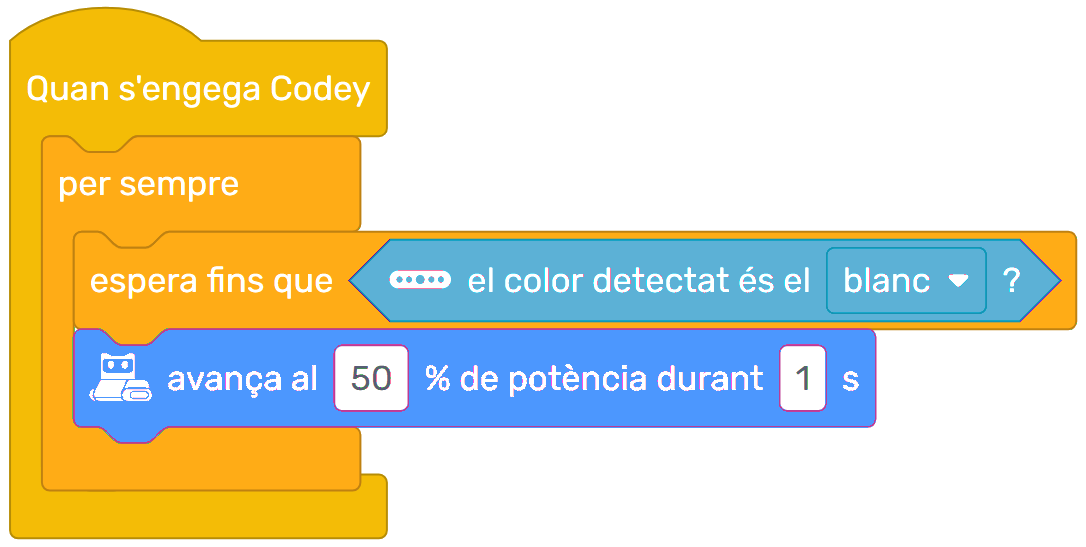 Quan s'engega Codey
per sempre
espera fins que el color detectat és el blanc ?
avança al 50 % de potència durant 1 s